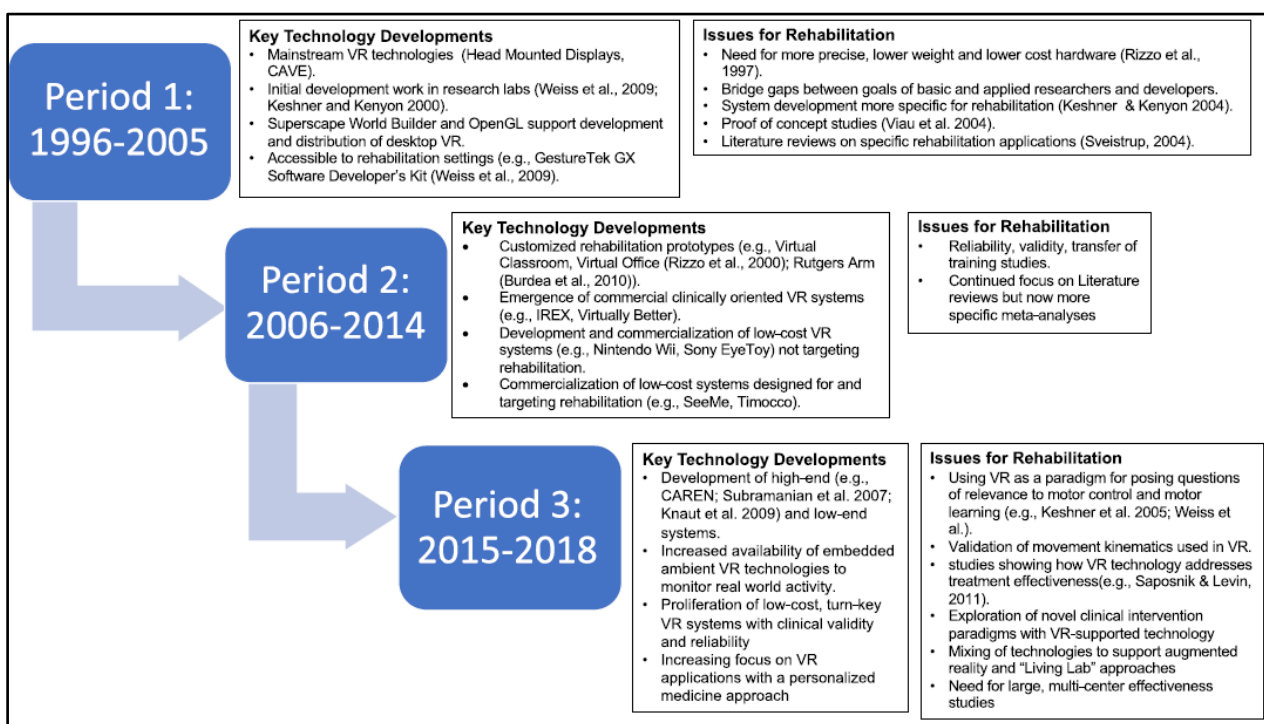 Period 1:
1996-2005
Key Technology Developments
• Mainstream VR technologies (Head Mounted Displays,
CAVE).
• Initial development work in research labs (Weiss et al., 2009;
Keshner and Kenyon 2000).
• Superscape World Builder and OpenGL support development
and distribution of desktop VR.
• Accessible to rehabilitation settings (e.g., GestureTek GX
Software Developer's Kit (Weiss et al., 2009).
Issues for Rehabilitation
• Need for more precise, lower weight and lower cost hardware (Rizzo et al.,
1997).
• Bridge gaps between goals of basic and applied researchers and developers.
• System development more specific for rehabilitation (Keshner & Kenyon 2004).
• Proof of concept studies (Viau et al. 2004).
• Literature reviews on specific rehabilitation applications (Sveistrup, 2004).
Period 2:
2006-2014
Key Technology Developments
• Customized rehabilitation prototypes (e.g., Virtual
Classroom, Virtual Office (Rizzo et al., 2000); Rutgers Arm
(Burdea et al., 2010)).
• Emergence of commercial clinically oriented VR systems
(e.g., IREX, Virtually Better).
• Development and commercialization of low-cost VR
systems (e.g., Nintendo Wii, Sony EyeToy) not targeting
rehabilitation.
• Commercialization of low-cost systems designed for and
targeting rehabilitation (e.g., SeeMe, Timocco).
Issues for Rehabilitation
• Reliability, validity, transfer of
training studies.
• Continued focus on Literature
reviews but now more
specific meta-analyses
Period 3:
2015-2018
Key Technology Developments
• Development of high-end (e.g.,
CAREN; Subramanian et al. 2007;
Knaut et al. 2009) and low-end
systems.
• Increased availability of embedded
ambient VR technologies to
monitor real world activity.
• Proliferation of low-cost, turn-key
VR systems with clinical validity
and reliability
• Increasing focus on VR
applications with a personalized
medicine approach
Issues for Rehabilitation
• Using VR as a paradigm for posing questions
of relevance to motor control and motor
learning (e.g., Keshner et al. 2005; Weiss et
al.).
• Validation of movement kinematics used in VR.
• studies showing how VR technology addresses
treatment effectiveness(e.g., Saposnik & Levin,
2011).
• Exploration of novel clinical intervention
paradigms with VR-supported technology
• Mixing of technologies to support augmented
reality and "Living Lab" approaches
• Need for large, multi-center effectiveness
studies